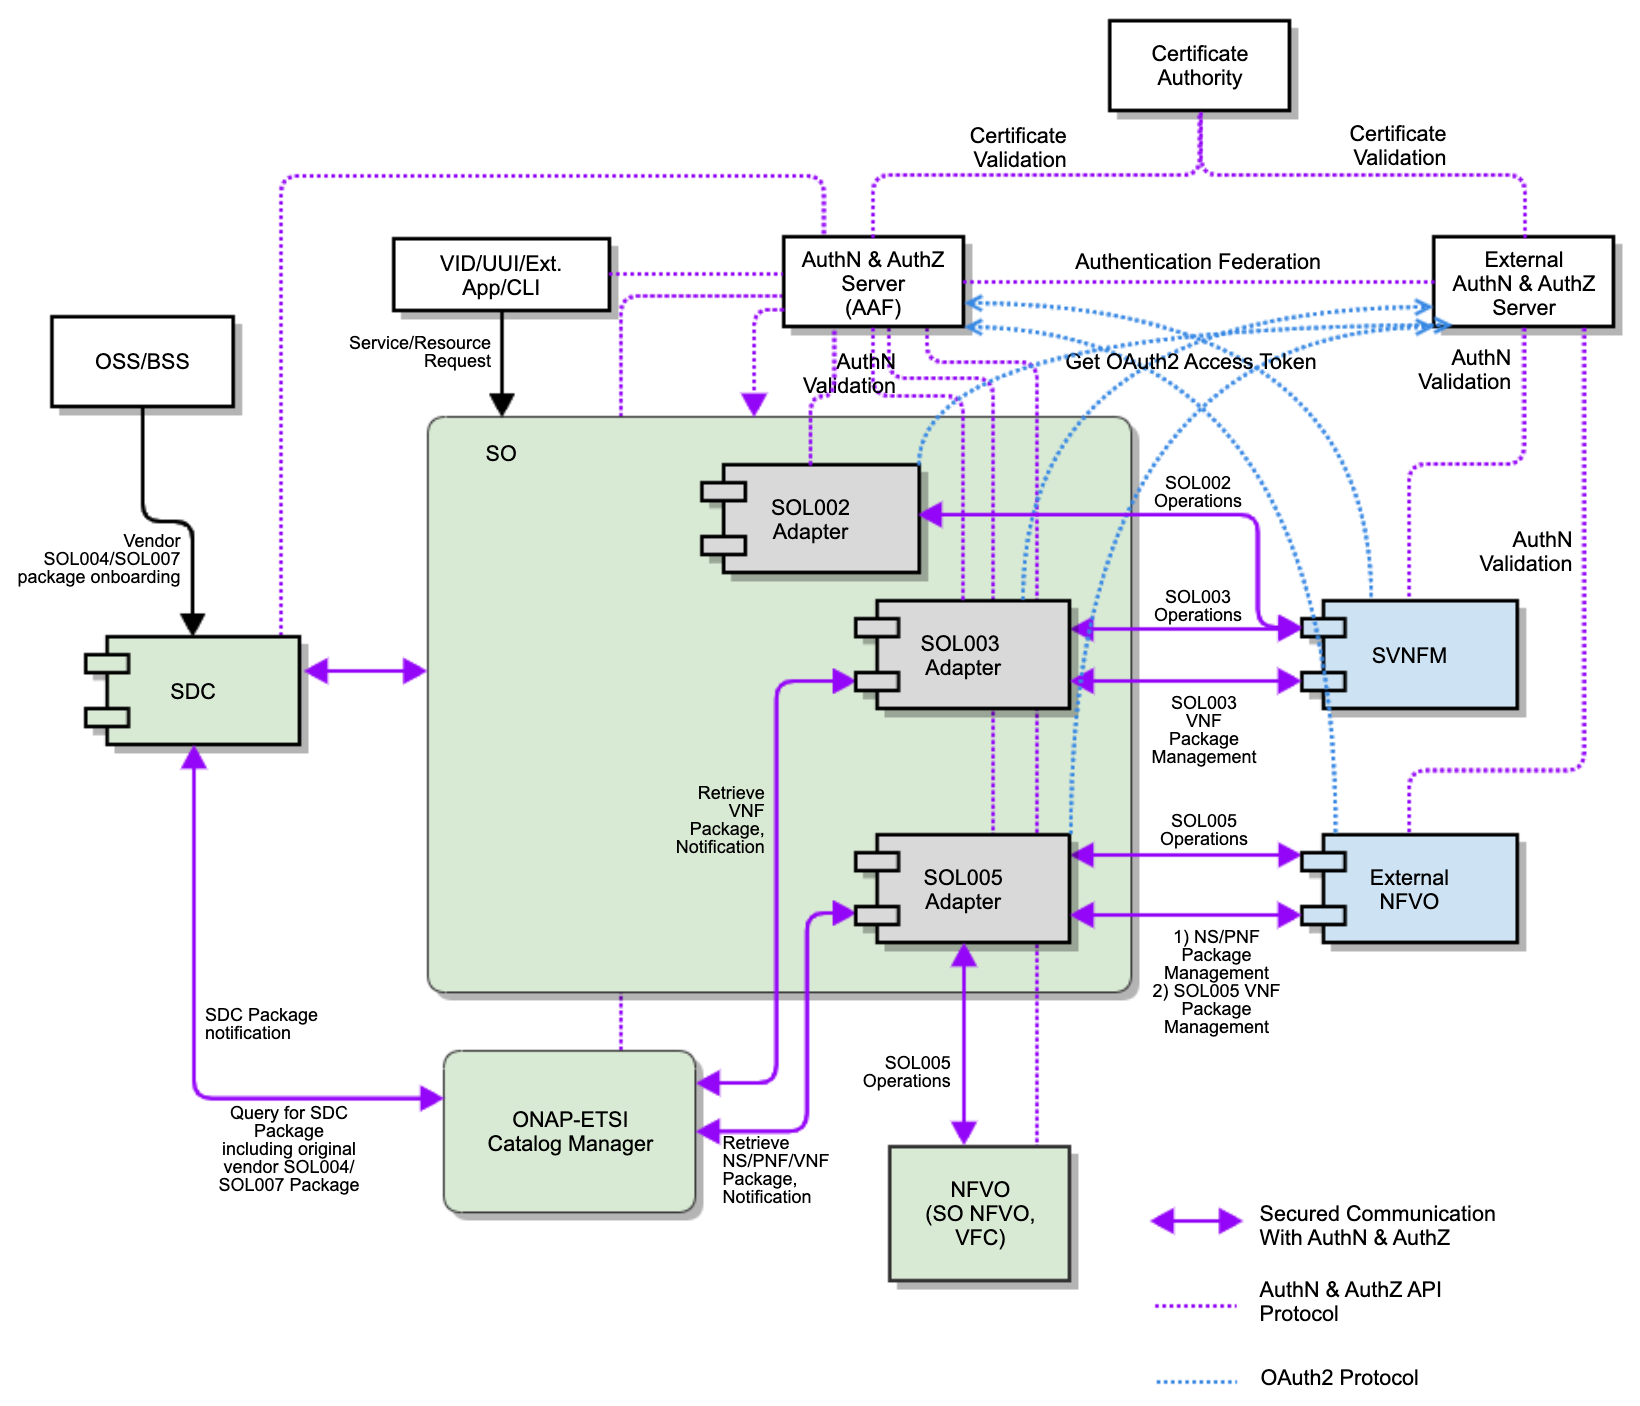 Certificate
Authority
Certificate
Validation
Certificate
Validation
VID/UUI/Ext.
App/CLI
AuthN & AuthZ
Server
(AAF)
Authentication Federation
External
AuthN & AuthZ
Server
OSS/BSS
Service/Resource
Request
AuthN
Validation
Get OAuth2 Access Token
AuthN
Validation
SO
SOL002
Adapter
SOL002
Operations
Vendor
SOL004/SOL007
package onboarding
AuthN
Validation
SDC
SOL003
Adapter
SOL003
Operations
SVNFM
SOL003
VNF
Package
Management
Retrieve
VNF
Package,
Notification
SOL005
Operations
SOL005
Adapter
External
NFVO
1) NS/PNF
Package
Management
2) SOL005 VNF
Package
Management
SDC Package
notification
SOL005
Operations
Query for SDC
Package
including original
vendor SOL004/
SOL007 Package
ONAP-ETSI
Catalog Manager
Retrieve
NS/PNF/VNF
Package,
Notification
NFVO
(SO NFVO,
VFC)
Secured Communication
With AuthN & AuthZ
AuthN & AuthZ API
Protocol
OAuth2 Protocol